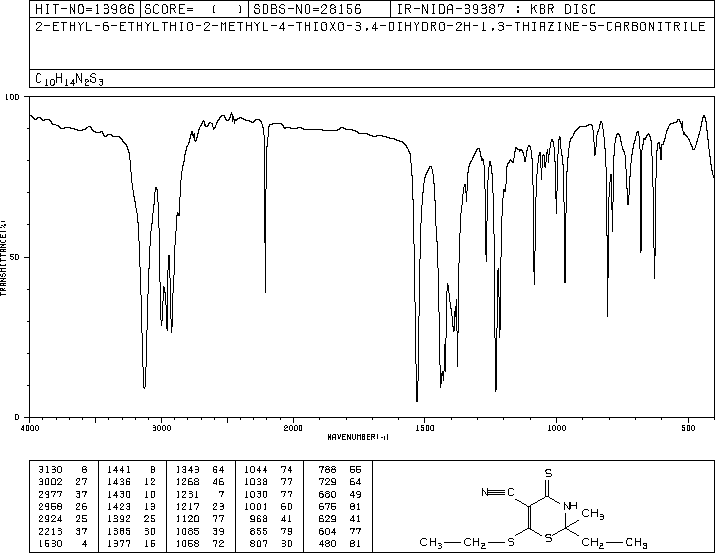 HIT-NO=13986 SCORE= ( ) SDBS-NO=28156 IR-NIDA-39387 : KBR DISC
2-ETHYL-6-ETHYLTHIO-2-METHYL-4-THIOXO-3,4-DIHYDRO-2H-1,3-THIAZINE-5-CARBONITRILE
C10H14N2S3
100
50
0
TRANSMITTANCE(%)
4000 3000 2000 1500 1000 500
WAVENUMBER(-1)
3130 8 1441 8 1343 64 1044 74 788 55
3002 27 1436 12 1268 46 1038 77 729 64
2977 37 1430 10 1231 7 1030 77 680 49
2958 26 1423 13 1217 23 1001 60 675 81
2924 25 1392 25 1120 77 968 41 629 41
2213 37 1385 30 1085 39 855 79 604 77
1530 4 1377 16 1058 72 807 30 480 81
S
N C NH
CH3
CH3 CH2 S S CH2 CH3